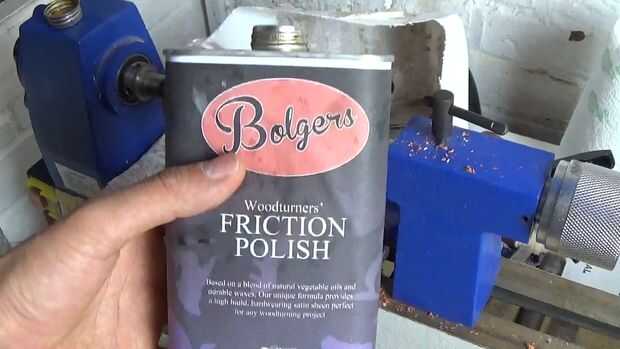 Bolgers
Woodturners'
FRICTION
POLISH
Based on a blend of natural vegetable oils and
durable waxes. Our unique formula provides
a high build, hardwearing satin sheen perfect
for any woodturning project